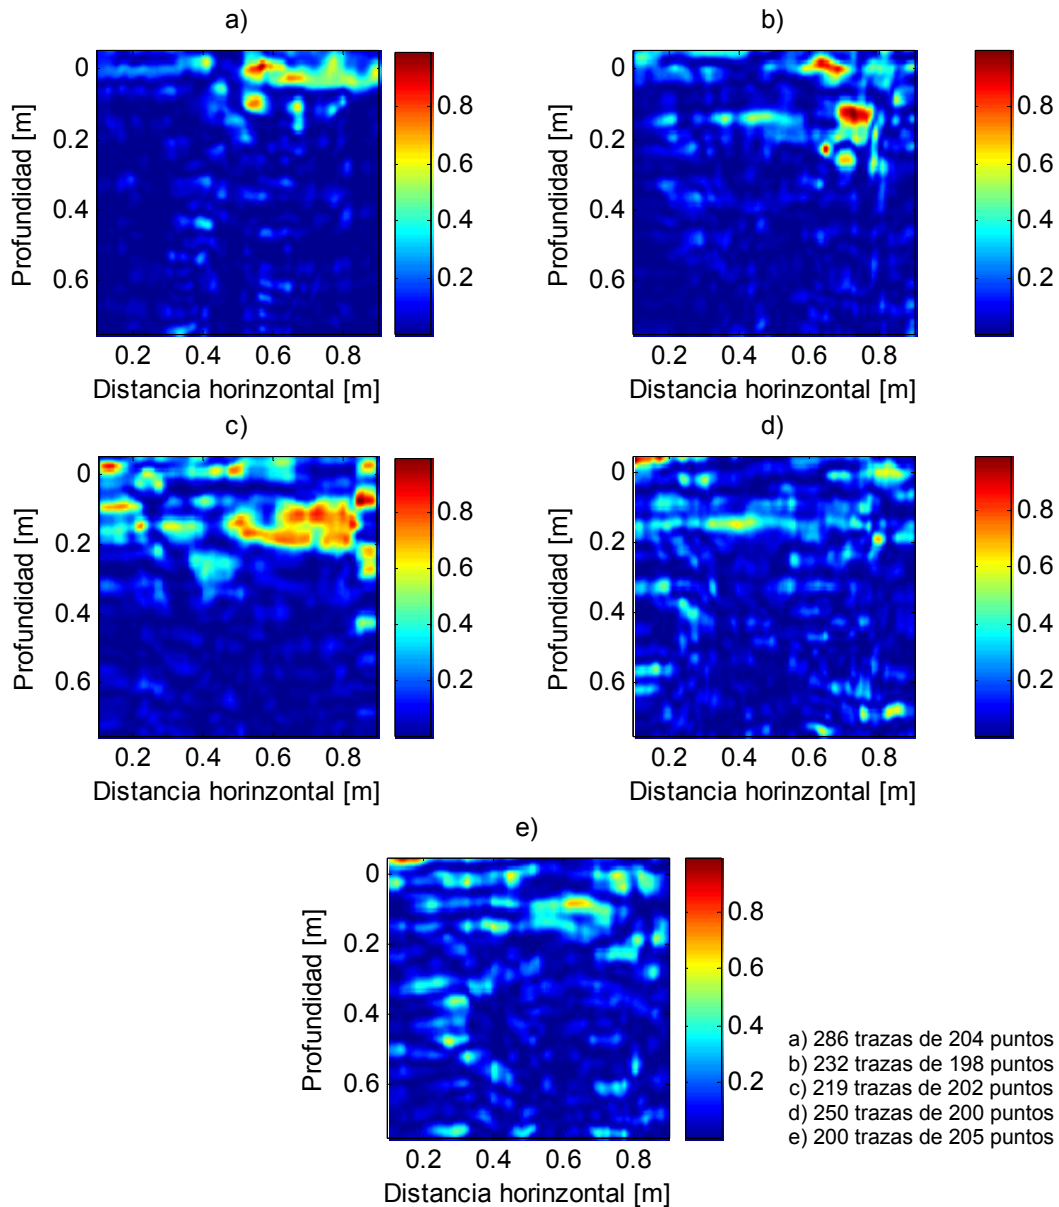 a)
0
0.2
0.4
0.6
Profundidad [m]
0.2 0.4 0.6 0.8
Distancia horinzontal [m]
0.8
0.6
0.4
0.2
b)
0
0.2
0.4
0.6
Profundidad [m]
0.2 0.4 0.6 0.8
Distancia horinzontal [m]
0.8
0.6
0.4
0.2
c)
0
0.2
0.4
0.6
Profundidad [m]
0.2 0.4 0.6 0.8
Distancia horinzontal [m]
0.8
0.6
0.4
0.2
d)
0
0.2
0.4
0.6
Profundidad [m]
0.2 0.4 0.6 0.8
Distancia horinzontal [m]
0.8
0.6
0.4
0.2
e)
0
0.2
0.4
0.6
Profundidad [m]
0.2 0.4 0.6 0.8
Distancia horinzontal [m]
0.8
0.6
0.4
0.2
a) 286 trazas de 204 puntos
b) 232 trazas de 198 puntos
c) 219 trazas de 202 puntos
d) 250 trazas de 200 puntos
e) 200 trazas de 205 puntos